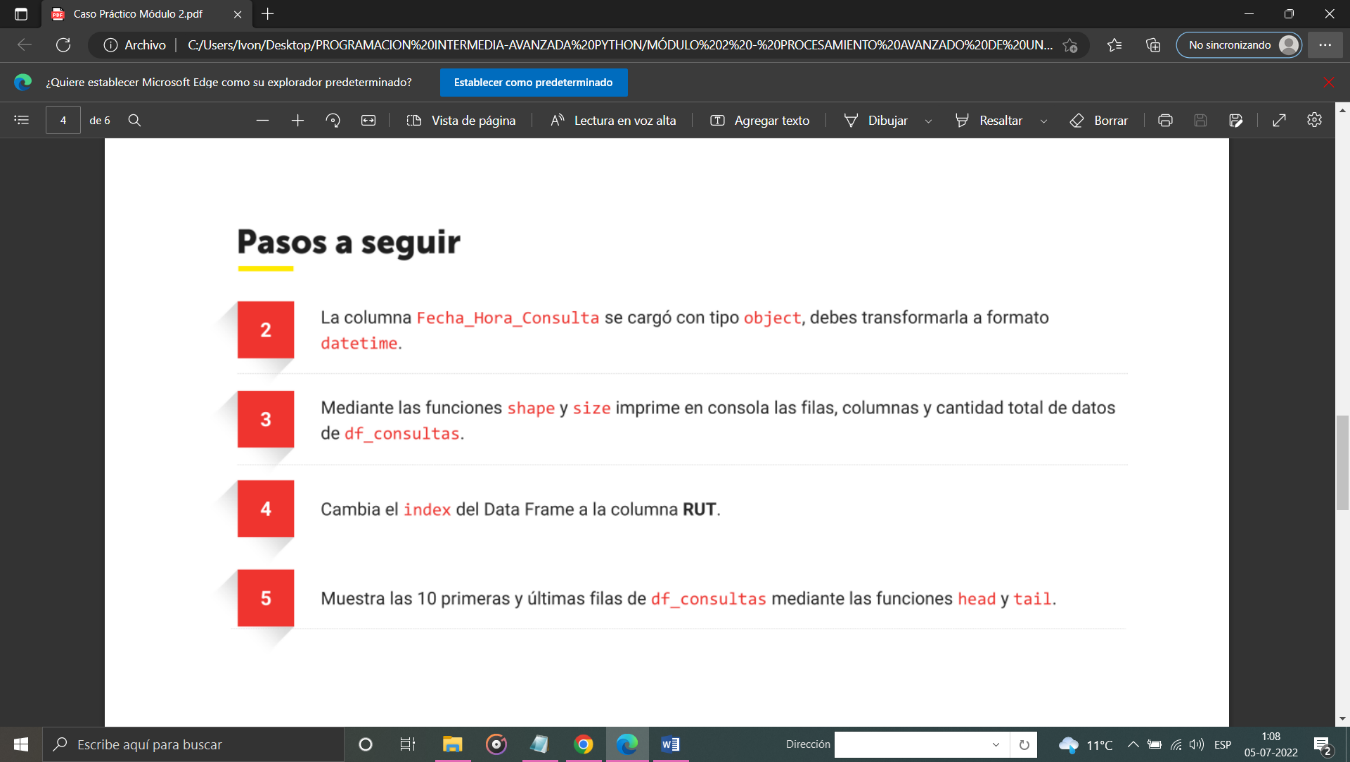 Caso Práctico Módulo 2.pdf
Archivo
C:/Users/Ivon/Desktop/PROGRAMACION%20INTERMEDIA-AVANZADA%20PYTHON/MÓDULO%202%20-%20PROCESAMIENTO%20AVANZADO%20DE%20UN...
No sincronizando
¿Quiere establecer Microsoft Edge como su explorador predeterminado?
Establecer como predeterminado
4 de 6
Vista de página
Lectura en voz alta
Agregar texto
Dibujar
Resaltar
Borrar
Pasos a seguir
2
La columna Fecha_Hora_Consulta se cargó con tipo object, debes transformarla a formato
datetime.
3
Mediante las funciones shape y size imprime en consola las filas, columnas y cantidad total de datos
de df_consultas.
4
Cambia el index del Data Frame a la columna RUT.
5
Muestra las 10 primeras y últimas filas de df_consultas mediante las funciones head y tail.
Escribe aquí para buscar
Dirección
11°C
ESP
1:08
05-07-2022
2